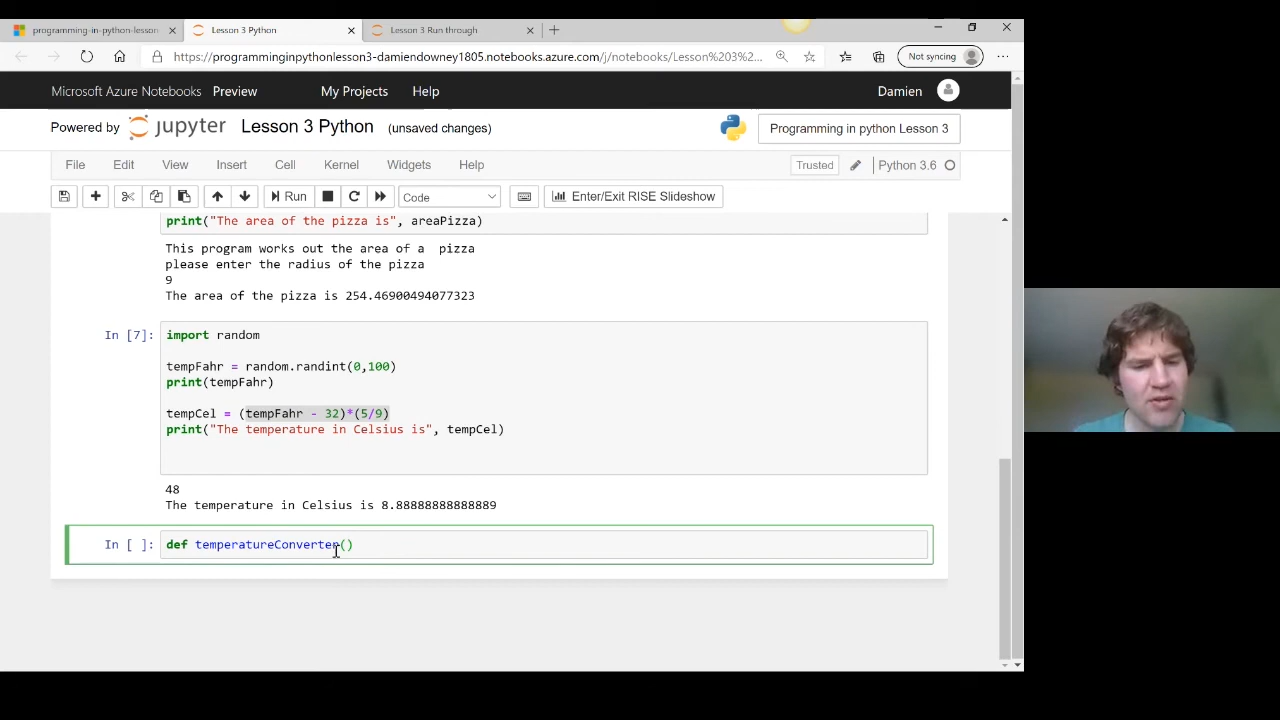 programming-in-python-lesson
Lesson 3 Python
Lesson 3 Run through
https://programminginpythonlesson3-damiendowney1805.notebooks.azure.com/j/notebooks/Lesson%203%...
Not syncing
Microsoft Azure Notebooks Preview My Projects Help Damien
Powered by jupyter Lesson 3 Python (unsaved changes) Programming in python Lesson 3
File Edit View Insert Cell Kernel Widgets Help Trusted Python 3.6
Run Code Enter/Exit RISE Slideshow
print("The area of the pizza is", areaPizza)
This program works out the area of a  pizza
please enter the radius of the pizza
9
The area of the pizza is 254.46900494077323
In [7]: import random
tempFahr = random.randint(0,100)
print(tempFahr)
tempCel = (tempFahr - 32)*(5/9)
print("The temperature in Celsius is", tempCel)
48
The temperature in Celsius is 8.88888888888889
In [ ]: def temperatureConverter()